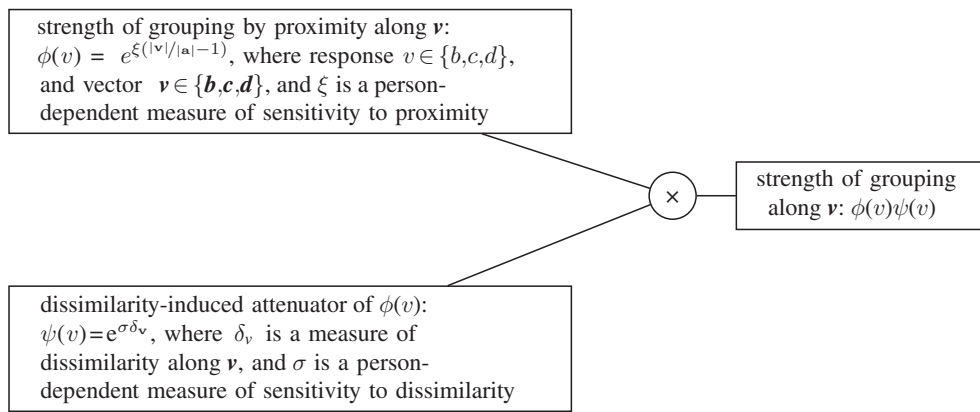 strength of grouping by proximity along v:
ϕ(v) = e^{ξ(|v|/|a|−1)}, where response v ∈ {b,c,d},
and vector v ∈ {b,c,d}, and ξ is a person-
dependent measure of sensitivity to proximity
×
strength of grouping
along v: ϕ(v)ψ(v)
dissimilarity-induced attenuator of ϕ(v):
ψ(v)=e^{σδ_v}, where δ_v is a measure of
dissimilarity along v, and σ is a person-
dependent measure of sensitivity to dissimilarity